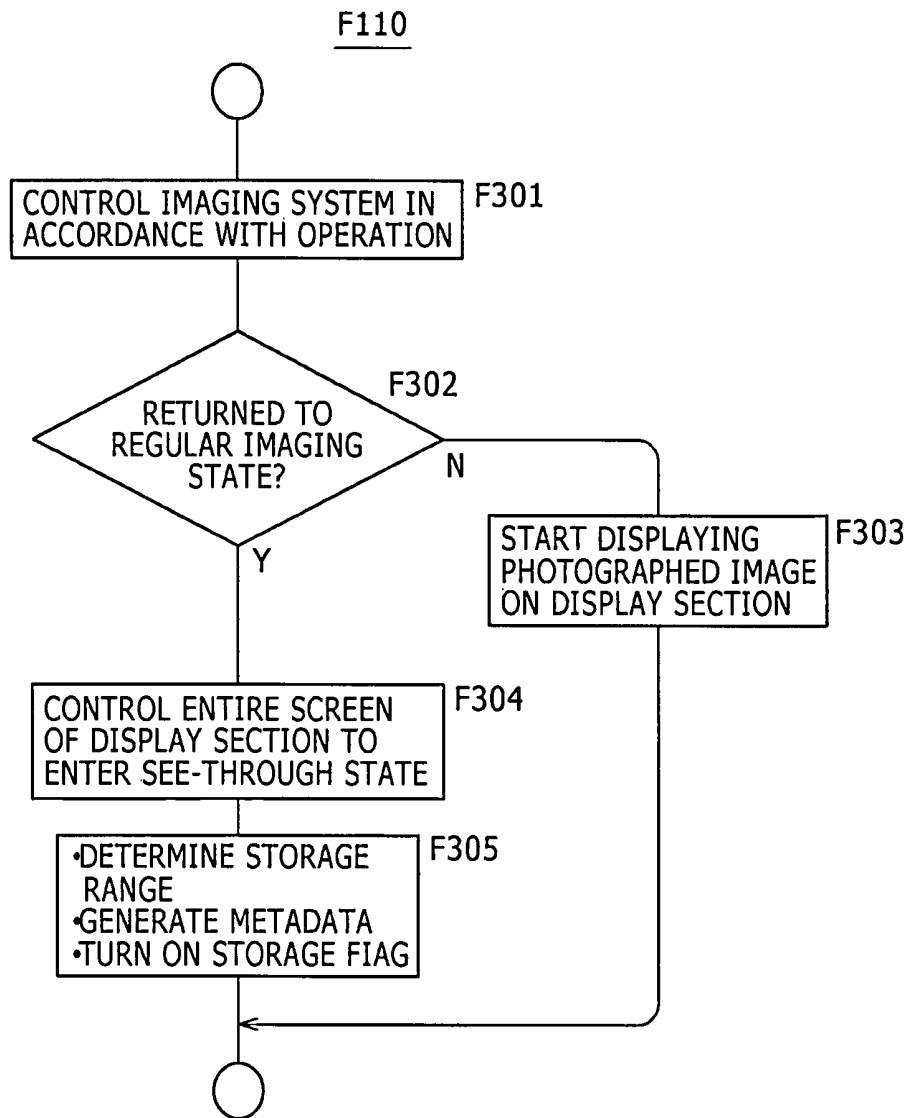 F110
CONTROL IMAGING SYSTEM IN
ACCORDANCE WITH OPERATION
F301
F302
RETURNED TO
REGULAR IMAGING
STATE?
N
Y
START DISPLAYING
PHOTOGRAPHED IMAGE
ON DISPLAY SECTION
F303
CONTROL ENTIRE SCREEN
OF DISPLAY SECTION TO
ENTER SEE-THROUGH STATE
F304
•DETERMINE STORAGE
RANGE
•GENERATE METADATA
•TURN ON STORAGE FIAG
F305